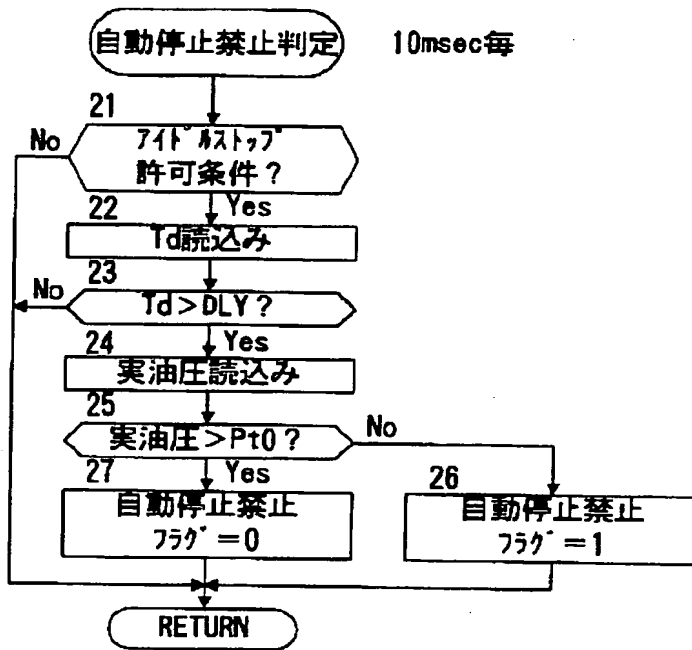 自動停止禁止判定 10msec毎
21
No
ｱｲﾄﾞﾙｽﾄｯﾌﾟ
許可条件？
22 Yes
Td読込み
23
No
Td＞DLY？
24 Yes
実油圧読込み
25
実油圧＞Pt0？ No
27 Yes
自動停止禁止
ﾌﾗｸﾞ＝0
26
自動停止禁止
ﾌﾗｸﾞ＝1
RETURN